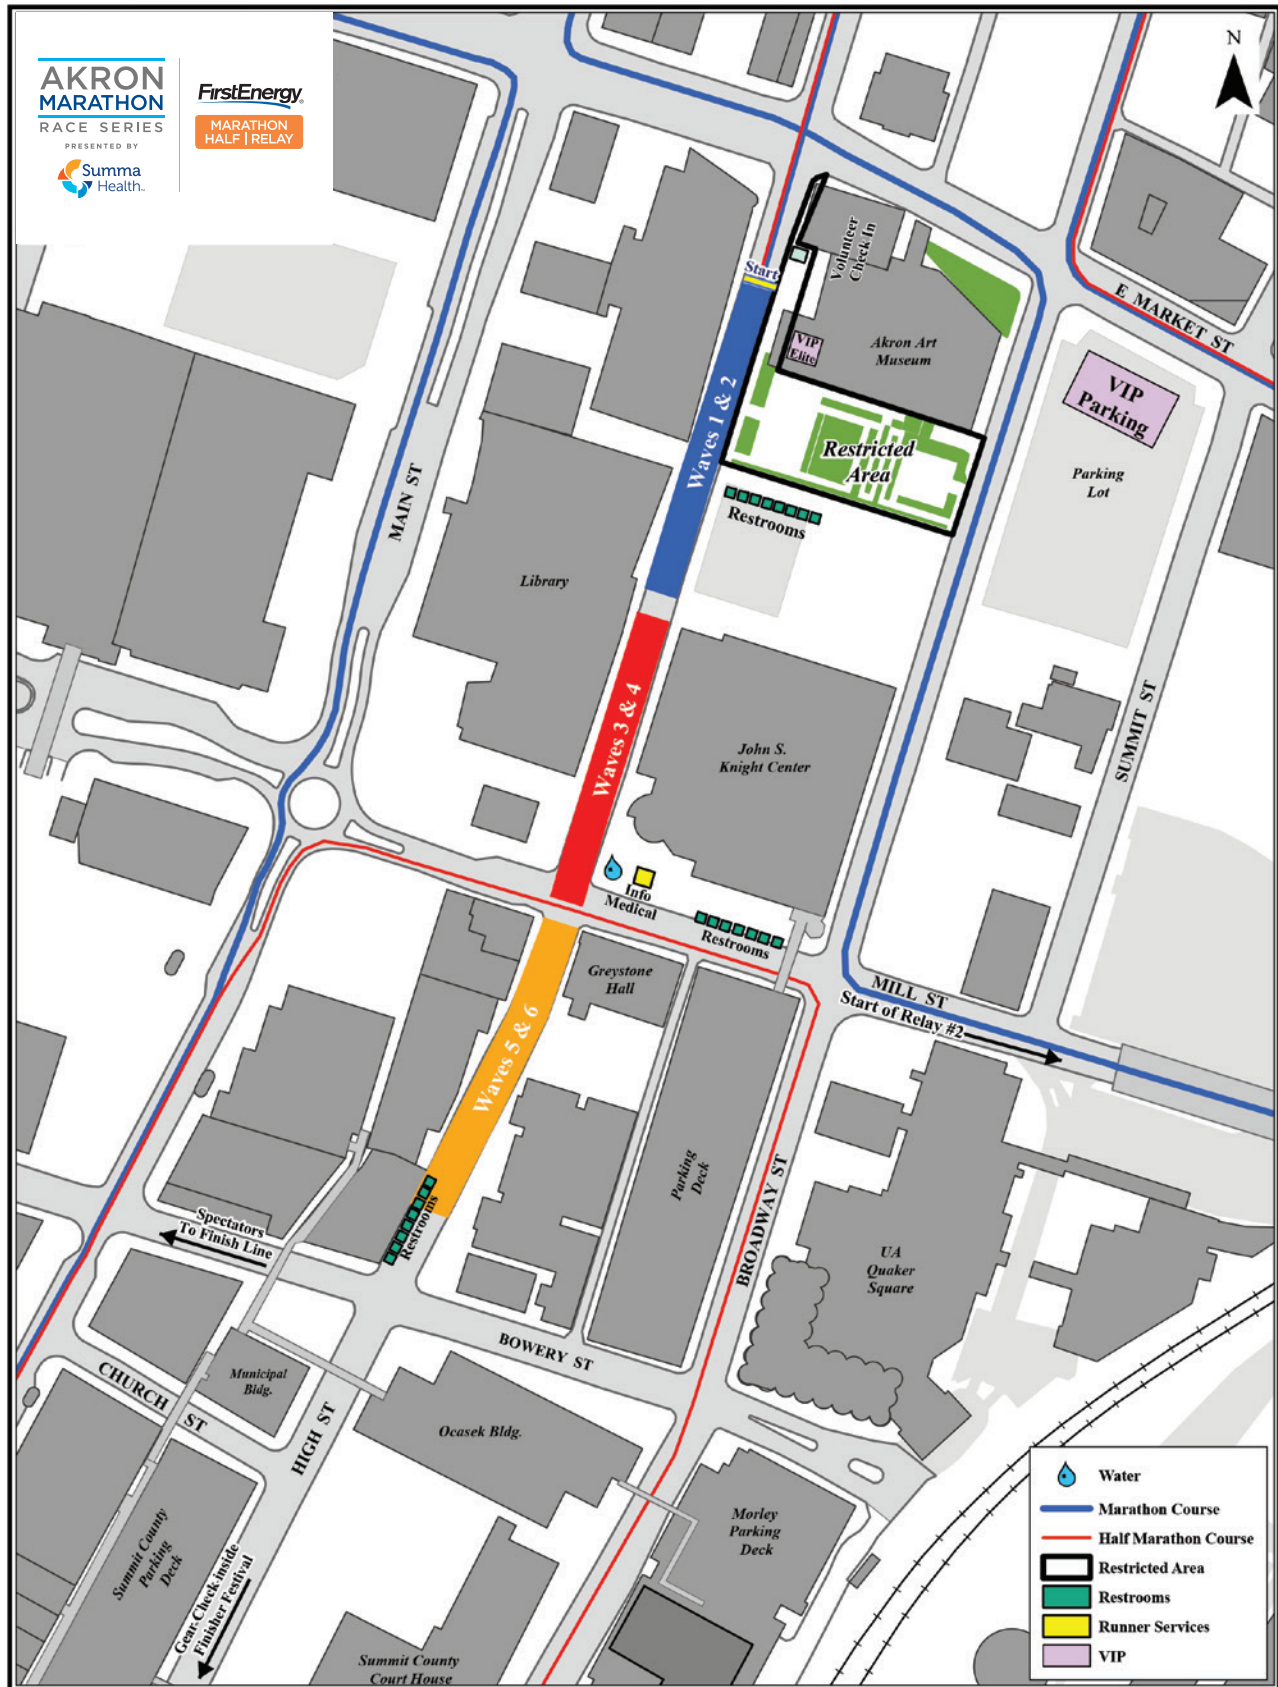 AKRON
MARATHON
RACE SERIES
PRESENTED BY
Summa
Health™
FirstEnergy®
MARATHON
HALF | RELAY
N
Start
Volunteer
Check In
VIP
Elite
Akron Art
Museum
E MARKET ST
VIP
Parking
Parking
Lot
Waves 1 & 2
Restricted
Area
Restrooms
MAIN ST
Library
Waves 3 & 4
John S.
Knight Center
SUMMIT ST
Info
Medical
Restrooms
Greystone
Hall
MILL ST
Start of Relay #2
Waves 5 & 6
Parking
Deck
BROADWAY ST
Restrooms
Spectators
To Finish Line
UA
Quaker
Square
BOWERY ST
Municipal
Bldg.
CHURCH ST
HIGH ST
Ocasek Bldg.
Summit County
Parking
Deck
Gear Check inside
Finisher Festival
Morley
Parking
Deck
Summit County
Court House
Water
Marathon Course
Half Marathon Course
Restricted Area
Restrooms
Runner Services
VIP